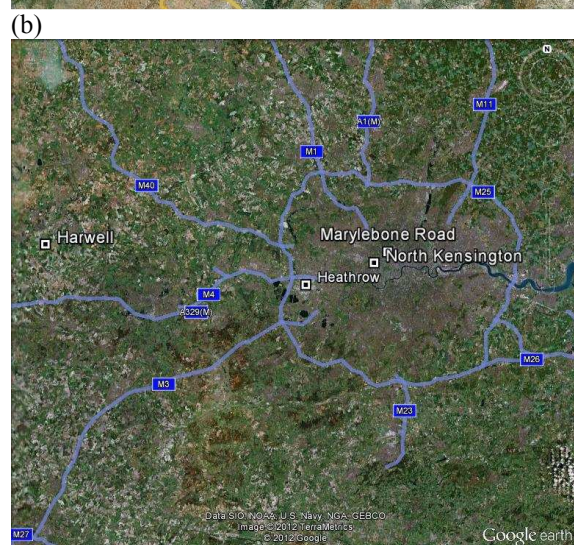 (b)
M1
A1(M)
M11
M40
M25
Harwell
Marylebone Road
North Kensington
Heathrow
M4
A329(M)
M26
M3
M23
M27
Data SIO, NOAA, U.S. Navy, NGA, GEBCO
Image © 2012 TerraMetrics
© 2012 Google
Google earth
N